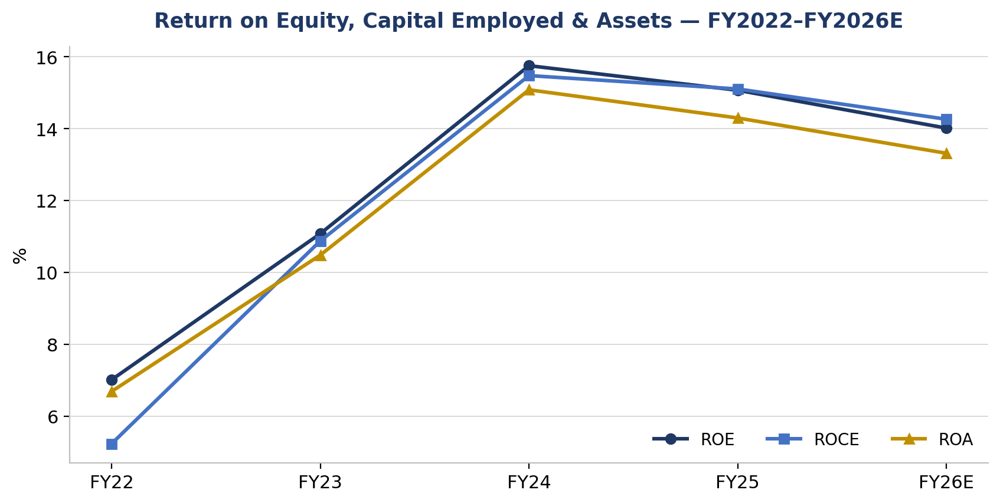 Return on Equity, Capital Employed & Assets — FY2022–FY2026E
16
14
12
10
8
6
%
ROE ROCE ROA
FY22 FY23 FY24 FY25 FY26E